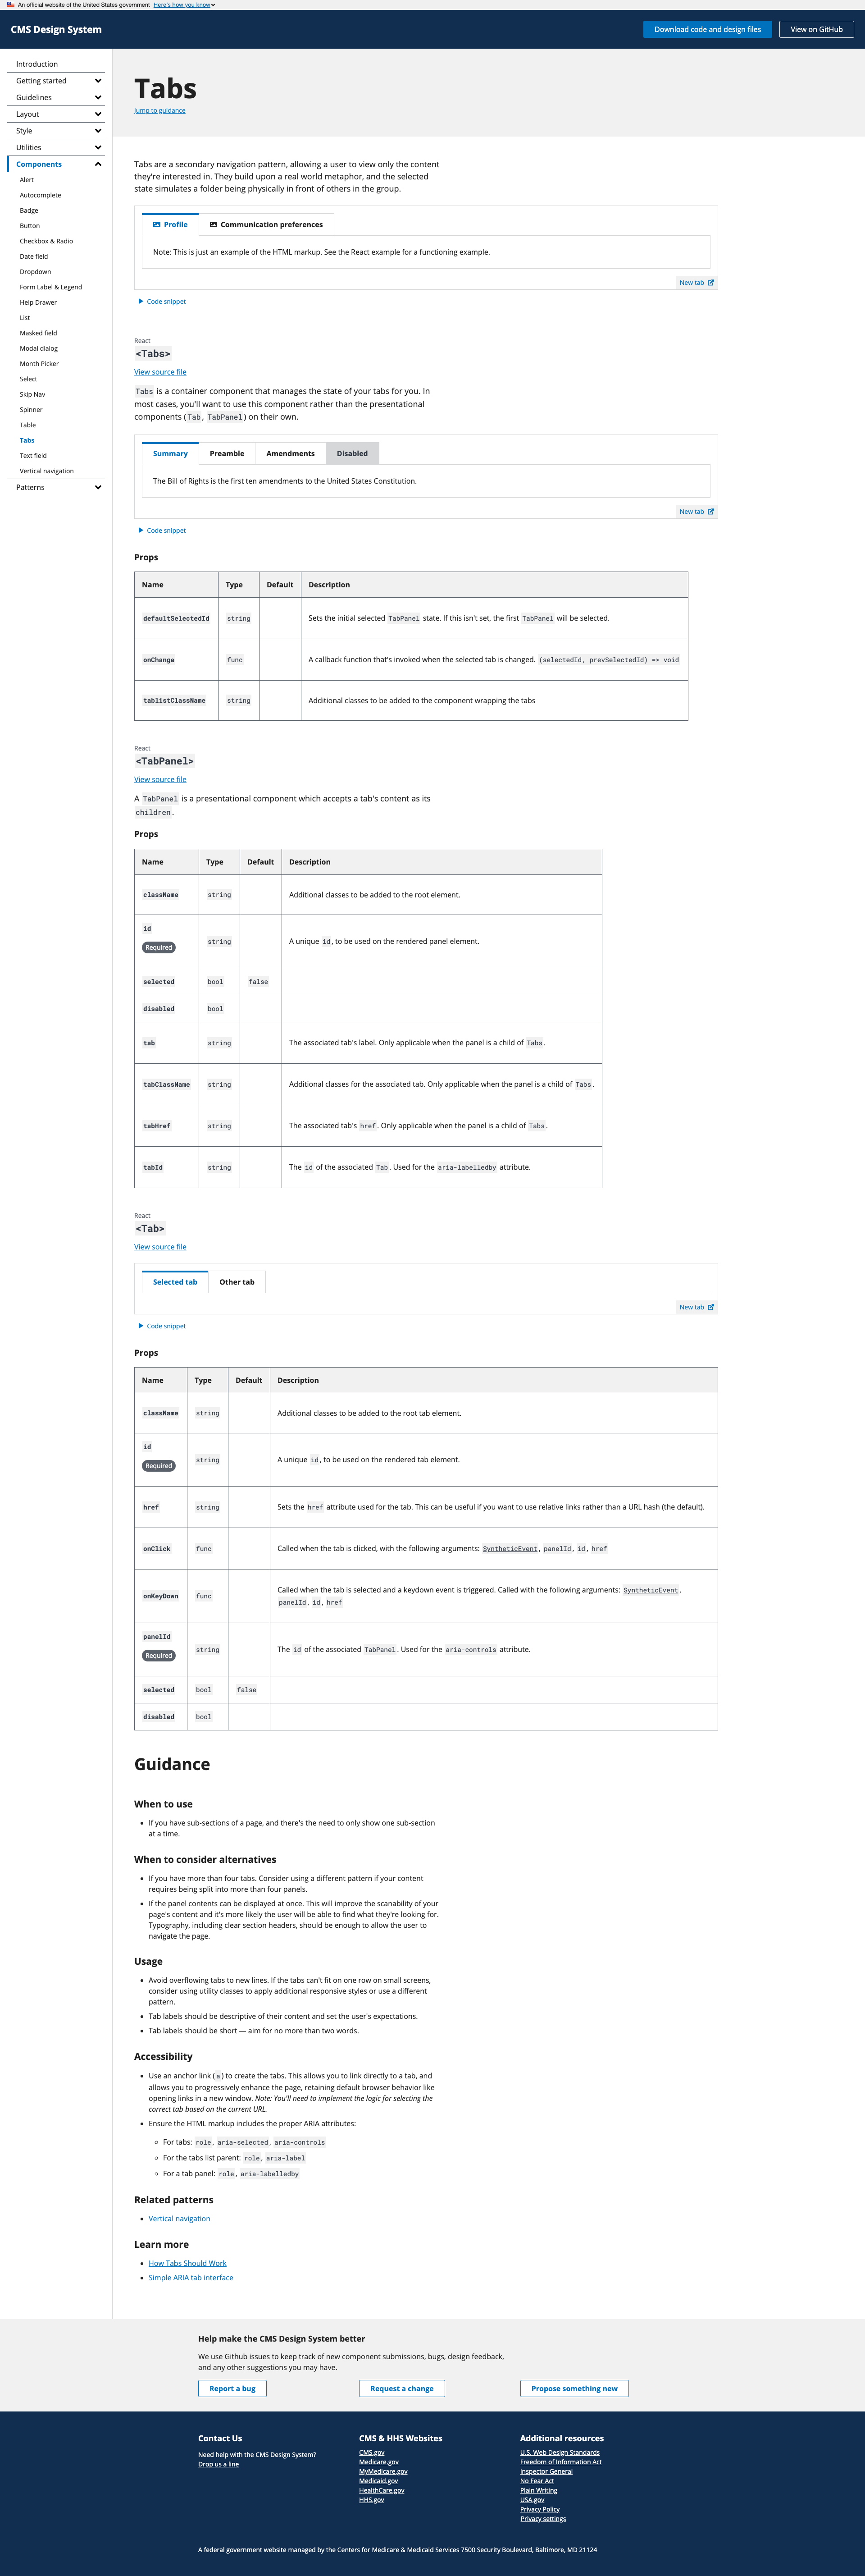 An official website of the United States government Here's how you know
CMS Design System
Download code and design files
View on GitHub
Introduction
Getting started
Guidelines
Layout
Style
Utilities
Components
Alert
Autocomplete
Badge
Button
Checkbox & Radio
Date field
Dropdown
Form Label & Legend
Help Drawer
List
Masked field
Modal dialog
Month Picker
Select
Skip Nav
Spinner
Table
Tabs
Text field
Vertical navigation
Patterns
Tabs
Jump to guidance
Tabs are a secondary navigation pattern, allowing a user to view only the content
they're interested in. They build upon a real world metaphor, and the selected
state simulates a folder being physically in front of others in the group.
Profile Communication preferences
Note: This is just an example of the HTML markup. See the React example for a functioning example.
New tab
Code snippet
React
<Tabs>
View source file
Tabs is a container component that manages the state of your tabs for you. In
most cases, you'll want to use this component rather than the presentational
components (Tab, TabPanel) on their own.
Summary Preamble Amendments Disabled
The Bill of Rights is the first ten amendments to the United States Constitution.
New tab
Code snippet
Props
Name Type Default Description
defaultSelectedId string Sets the initial selected TabPanel state. If this isn't set, the first TabPanel will be selected.
onChange func A callback function that's invoked when the selected tab is changed. (selectedId, prevSelectedId) => void
tablistClassName string Additional classes to be added to the component wrapping the tabs
React
<TabPanel>
View source file
A TabPanel is a presentational component which accepts a tab's content as its
children.
Props
Name Type Default Description
className string Additional classes to be added to the root element.
id
Required
string A unique id, to be used on the rendered panel element.
selected bool false
disabled bool
tab string The associated tab's label. Only applicable when the panel is a child of Tabs.
tabClassName string Additional classes for the associated tab. Only applicable when the panel is a child of Tabs.
tabHref string The associated tab's href. Only applicable when the panel is a child of Tabs.
tabId string The id of the associated Tab. Used for the aria-labelledby attribute.
React
<Tab>
View source file
Selected tab Other tab
New tab
Code snippet
Props
Name Type Default Description
className string Additional classes to be added to the root tab element.
id
Required
string A unique id, to be used on the rendered tab element.
href string Sets the href attribute used for the tab. This can be useful if you want to use relative links rather than a URL hash (the default).
onClick func Called when the tab is clicked, with the following arguments: SyntheticEvent, panelId, id, href
onKeyDown func Called when the tab is selected and a keydown event is triggered. Called with the following arguments: SyntheticEvent,
panelId, id, href
panelId
Required
string The id of the associated TabPanel. Used for the aria-controls attribute.
selected bool false
disabled bool
Guidance
When to use
• If you have sub-sections of a page, and there's the need to only show one sub-section
at a time.
When to consider alternatives
• If you have more than four tabs. Consider using a different pattern if your content
requires being split into more than four panels.
• If the panel contents can be displayed at once. This will improve the scanability of your
page's content and it's more likely the user will be able to find what they're looking for.
Typography, including clear section headers, should be enough to allow the user to
navigate the page.
Usage
• Avoid overflowing tabs to new lines. If the tabs can't fit on one row on small screens,
consider using utility classes to apply additional responsive styles or use a different
pattern.
• Tab labels should be descriptive of their content and set the user's expectations.
• Tab labels should be short — aim for no more than two words.
Accessibility
• Use an anchor link (a) to create the tabs. This allows you to link directly to a tab, and
allows you to progressively enhance the page, retaining default browser behavior like
opening links in a new window. Note: You'll need to implement the logic for selecting the
correct tab based on the current URL.
• Ensure the HTML markup includes the proper ARIA attributes:
◦ For tabs: role, aria-selected, aria-controls
◦ For the tabs list parent: role, aria-label
◦ For a tab panel: role, aria-labelledby
Related patterns
• Vertical navigation
Learn more
• How Tabs Should Work
• Simple ARIA tab interface
Help make the CMS Design System better
We use Github issues to keep track of new component submissions, bugs, design feedback,
and any other suggestions you may have.
Report a bug
Request a change
Propose something new
Contact Us
Need help with the CMS Design System?
Drop us a line
CMS & HHS Websites
CMS.gov
Medicare.gov
MyMedicare.gov
Medicaid.gov
HealthCare.gov
HHS.gov
Additional resources
U.S. Web Design Standards
Freedom of Information Act
Inspector General
No Fear Act
Plain Writing
USA.gov
Privacy Policy
Privacy settings
A federal government website managed by the Centers for Medicare & Medicaid Services 7500 Security Boulevard, Baltimore, MD 21124